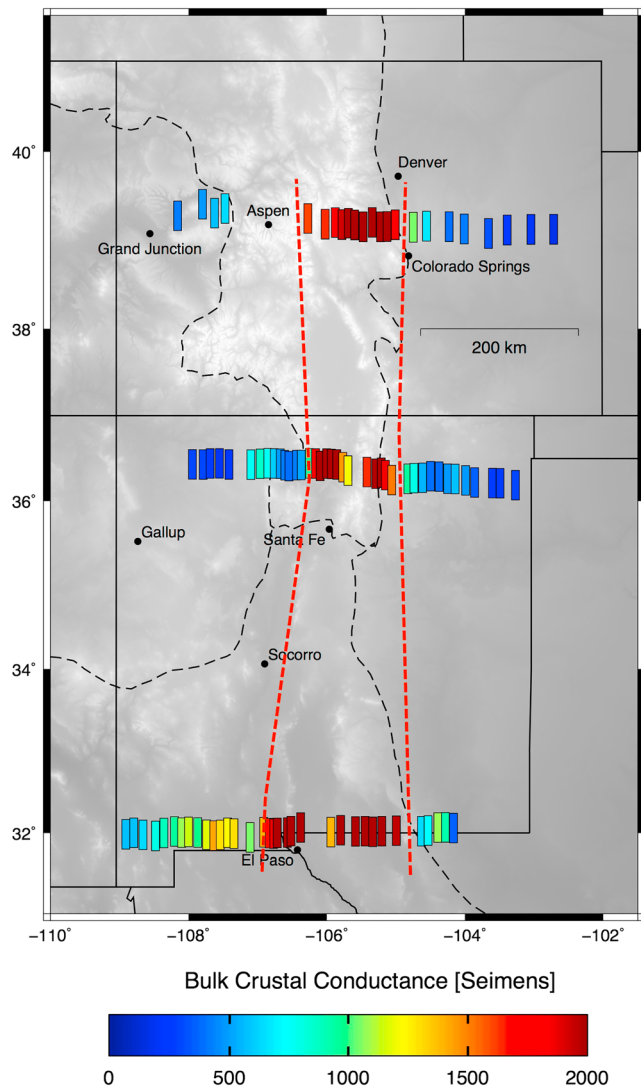 40°
Denver
Aspen
Grand Junction
Colorado Springs
38°
200 km
36°
Gallup
Santa Fe
34°
Socorro
32°
El Paso
−110° −108° −106° −104° −102°
Bulk Crustal Conductance [Seimens]
0 500 1000 1500 2000